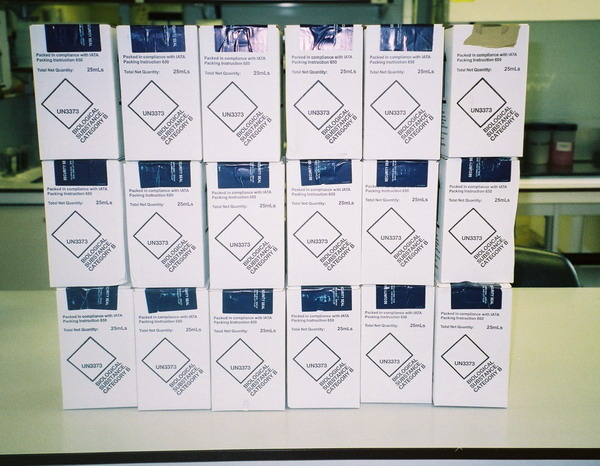 Packed in compliance with IATA
Packing Instruction 650
Total Net Quantity: 25mLs
UN3373
BIOLOGICAL
SUBSTANCE
CATEGORY B
Packed in compliance with IATA
Packing Instruction 650
Total Net Quantity: 25mLs
UN3373
BIOLOGICAL
SUBSTANCE
CATEGORY B
Packed in compliance with IATA
Packing Instruction 650
Total Net Quantity: 25mLs
UN3373
BIOLOGICAL
SUBSTANCE
CATEGORY B
Packed in compliance with IATA
Packing Instruction 650
Total Net Quantity: 25mLs
UN3373
BIOLOGICAL
SUBSTANCE
CATEGORY B
Packed in compliance with IATA
Packing Instruction 650
Total Net Quantity: 25mLs
UN3373
BIOLOGICAL
SUBSTANCE
CATEGORY B
Packed in compliance with IATA
Packing Instruction 650
Total Net Quantity: 25mLs
UN3373
BIOLOGICAL
SUBSTANCE
CATEGORY B
Packed in compliance with IATA
Packing Instruction 650
Total Net Quantity: 25mLs
UN3373
BIOLOGICAL
SUBSTANCE
CATEGORY B
Packed in compliance with IATA
Packing Instruction 650
Total Net Quantity: 25mLs
UN3373
BIOLOGICAL
SUBSTANCE
CATEGORY B
Packed in compliance with IATA
Packing Instruction 650
Total Net Quantity: 25mLs
UN3373
BIOLOGICAL
SUBSTANCE
CATEGORY B
Packed in compliance with IATA
Packing Instruction 650
Total Net Quantity: 25mLs
UN3373
BIOLOGICAL
SUBSTANCE
CATEGORY B
Packed in compliance with IATA
Packing Instruction 650
Total Net Quantity: 25mLs
UN3373
BIOLOGICAL
SUBSTANCE
CATEGORY B
Packed in compliance with IATA
Packing Instruction 650
Total Net Quantity: 25mLs
UN3373
BIOLOGICAL
SUBSTANCE
CATEGORY B
Packed in compliance with IATA
Packing Instruction 650
Total Net Quantity: 25mLs
UN3373
BIOLOGICAL
SUBSTANCE
CATEGORY B
Packed in compliance with IATA
Packing Instruction 650
Total Net Quantity: 25mLs
UN3373
BIOLOGICAL
SUBSTANCE
CATEGORY B
Packed in compliance with IATA
Packing Instruction 650
Total Net Quantity: 25mLs
UN3373
BIOLOGICAL
SUBSTANCE
CATEGORY B
Packed in compliance with IATA
Packing Instruction 650
Total Net Quantity: 25mLs
UN3373
BIOLOGICAL
SUBSTANCE
CATEGORY B
Packed in compliance with IATA
Packing Instruction 650
Total Net Quantity: 25mLs
UN3373
BIOLOGICAL
SUBSTANCE
CATEGORY B
Packed in compliance with IATA
Packing Instruction 650
Total Net Quantity: 25mLs
UN3373
BIOLOGICAL
SUBSTANCE
CATEGORY B